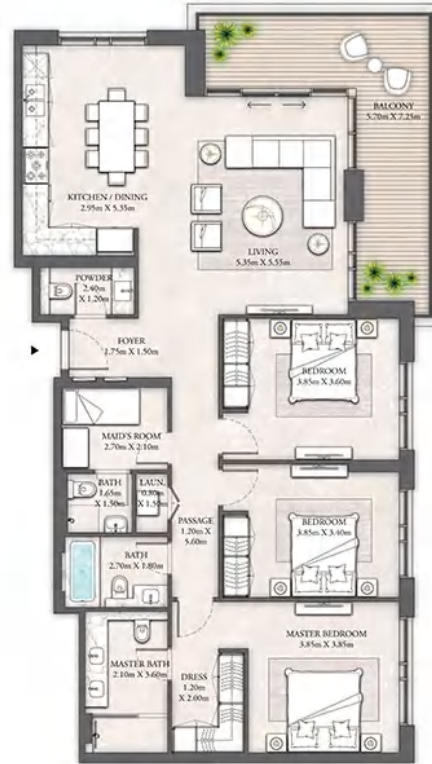 BALCONY
5.70m X 7.25m
KITCHEN / DINING
2.95m X 5.35m
LIVING
5.35m X 5.55m
POWDER
2.40m
X 1.20m
FOYER
1.75m X 1.50m
BEDROOM
3.85m X 3.60m
MAID'S ROOM
2.70m X 2.10m
BATH
1.65m
X 1.50m
LAUN.
0.80m
X 1.50m
PASSAGE
1.20m X
5.60m
BEDROOM
3.85m X 3.40m
BATH
2.70m X 1.80m
MASTER BEDROOM
3.85m X 3.85m
MASTER BATH
2.10m X 3.60m
DRESS
1.20m
X 2.00m